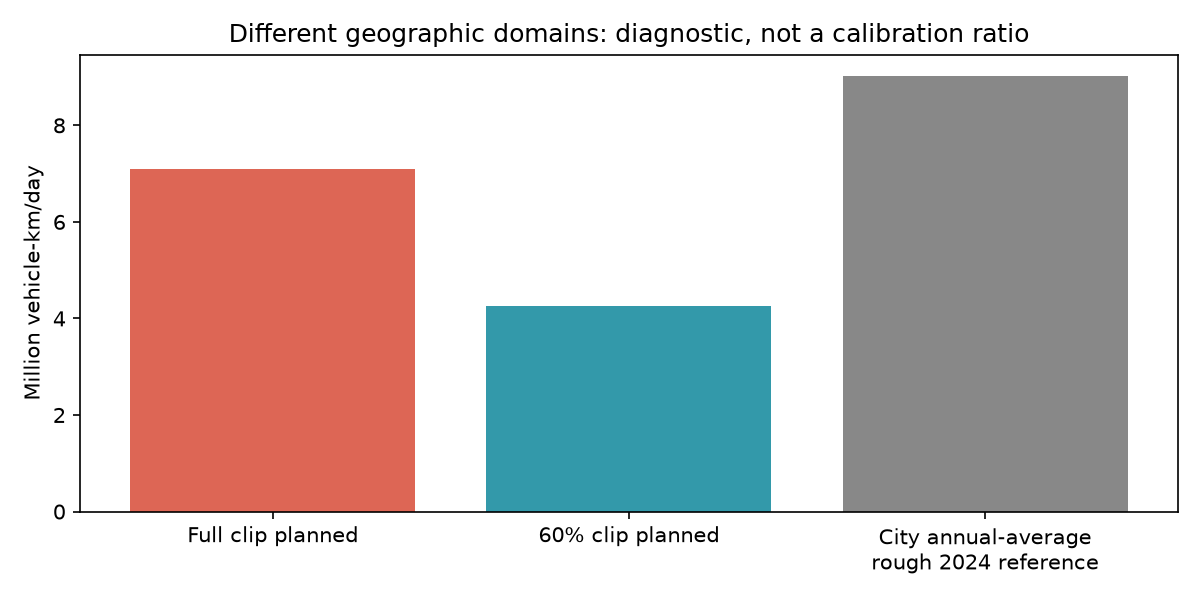 Different geographic domains: diagnostic, not a calibration ratio
Million vehicle-km/day
8
6
4
2
0
Full clip planned
60% clip planned
City annual-average
rough 2024 reference